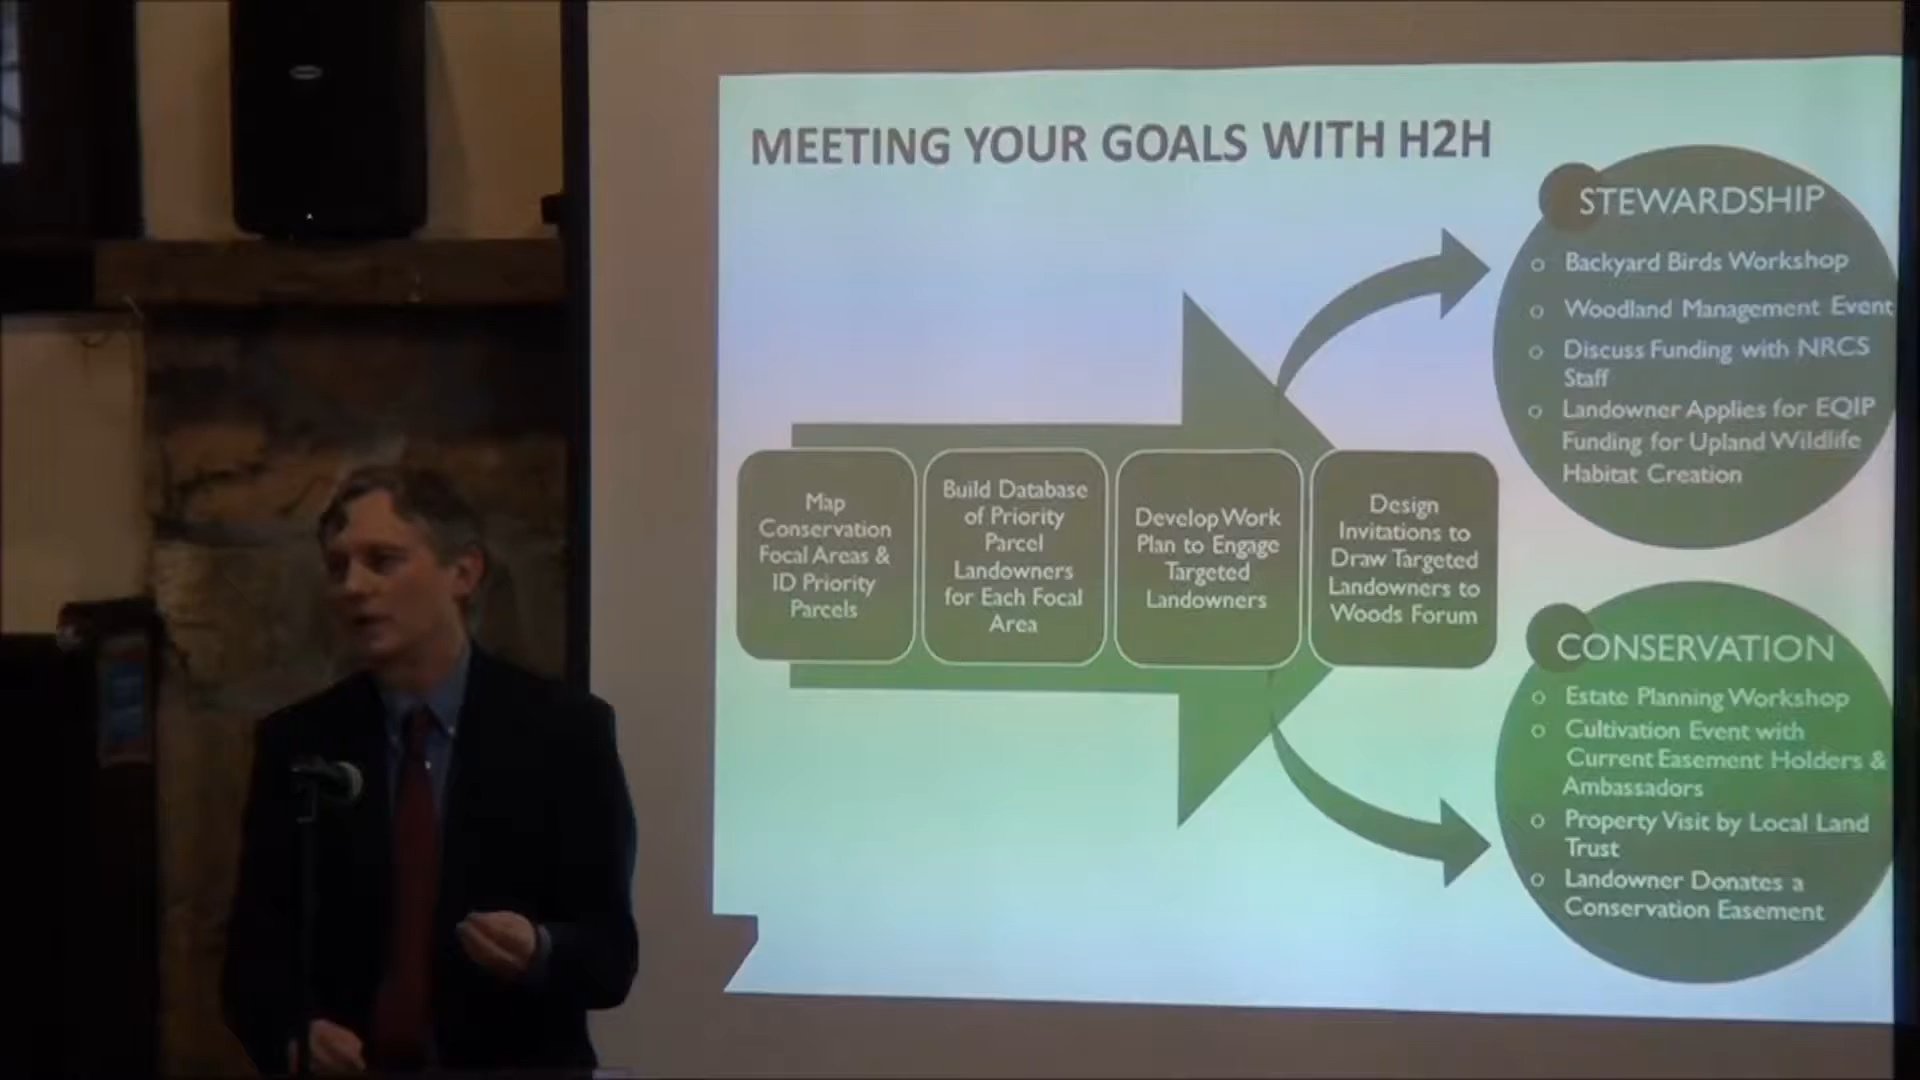 MEETING YOUR GOALS WITH H2H
Map
Conservation
Focal Areas &
ID Priority
Parcels
Build Database
of Priority
Parcel
Landowners
for Each Focal
Area
Develop Work
Plan to Engage
Targeted
Landowners
Design
Invitations to
Draw Targeted
Landowners to
Woods Forum
STEWARDSHIP
o Backyard Birds Workshop
o Woodland Management Event
o Discuss Funding with NRCS
Staff
o Landowner Applies for EQIP
Funding for Upland Wildlife
Habitat Creation
CONSERVATION
o Estate Planning Workshop
o Cultivation Event with
Current Easement Holders &
Ambassadors
o Property Visit by Local Land
Trust
o Landowner Donates a
Conservation Easement